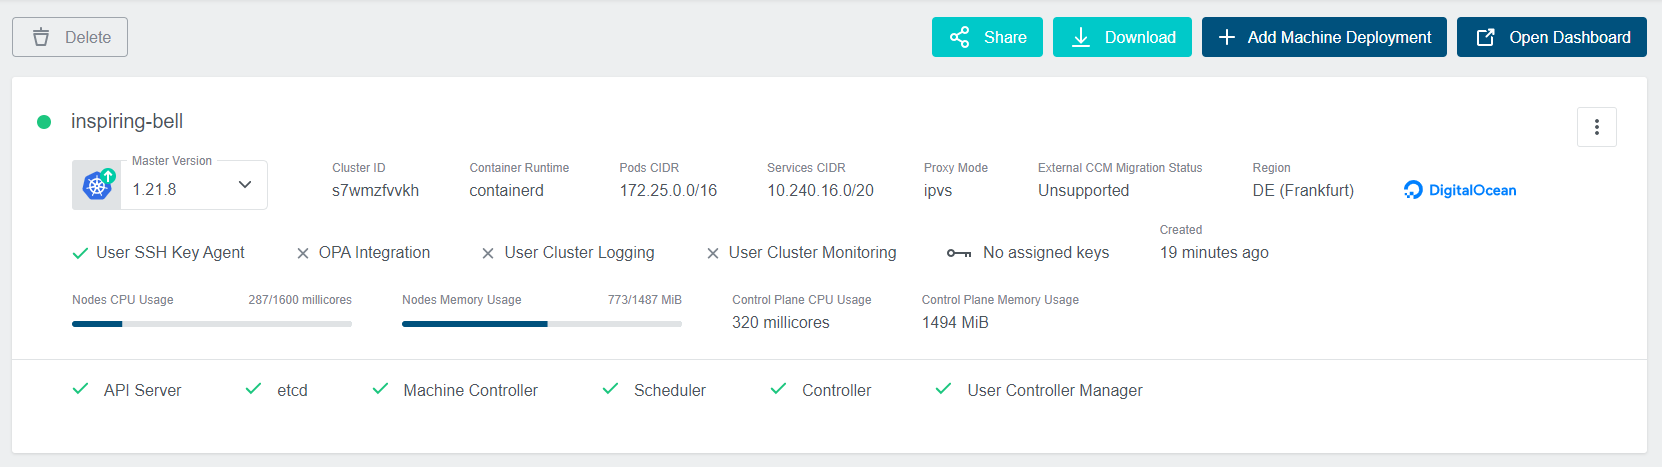 Delete
Share
Download
Add Machine Deployment
Open Dashboard
inspiring-bell
Master Version
1.21.8
Cluster ID
s7wmzfvvkh
Container Runtime
containerd
Pods CIDR
172.25.0.0/16
Services CIDR
10.240.16.0/20
Proxy Mode
ipvs
External CCM Migration Status
Unsupported
Region
DE (Frankfurt)
DigitalOcean
User SSH Key Agent
OPA Integration
User Cluster Logging
User Cluster Monitoring
No assigned keys
Created
19 minutes ago
Nodes CPU Usage
287/1600 millicores
Nodes Memory Usage
773/1487 MiB
Control Plane CPU Usage
320 millicores
Control Plane Memory Usage
1494 MiB
API Server
etcd
Machine Controller
Scheduler
Controller
User Controller Manager